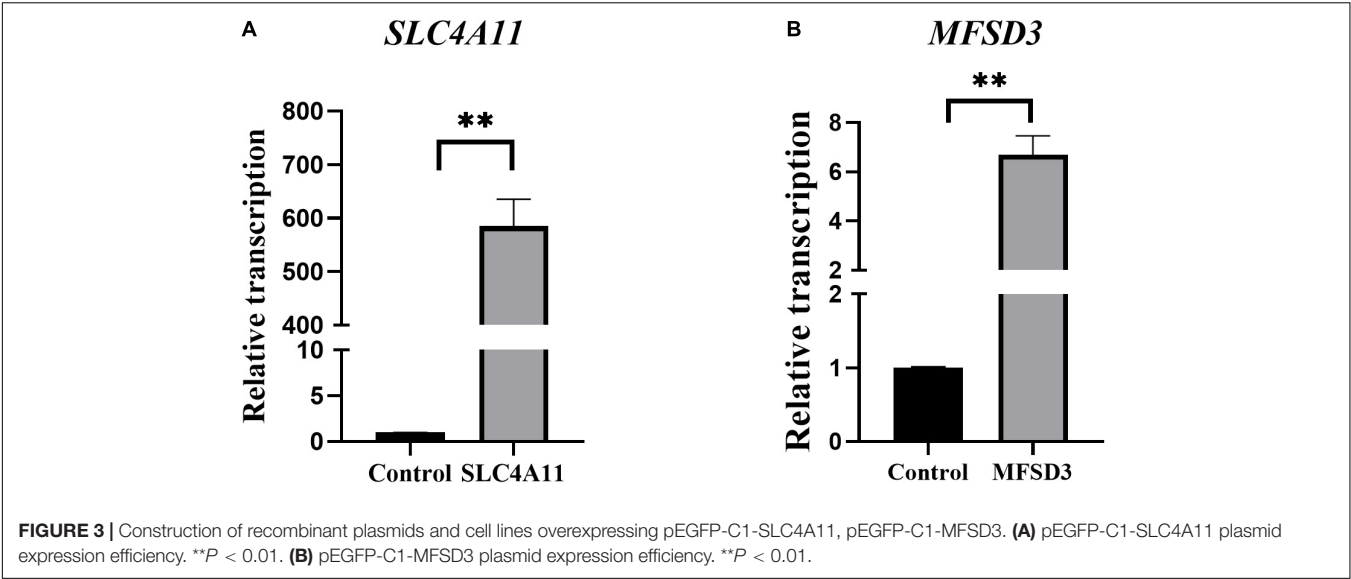 A
SLC4A11
**
Relative transcription
800
700
600
500
400
10
5
0
Control SLC4A11
B
MFSD3
**
Relative transcription
8
6
4
2
2
1
0
Control MFSD3
FIGURE 3 | Construction of recombinant plasmids and cell lines overexpressing pEGFP-C1-SLC4A11, pEGFP-C1-MFSD3. (A) pEGFP-C1-SLC4A11 plasmid
expression efficiency. **P < 0.01. (B) pEGFP-C1-MFSD3 plasmid expression efficiency. **P < 0.01.